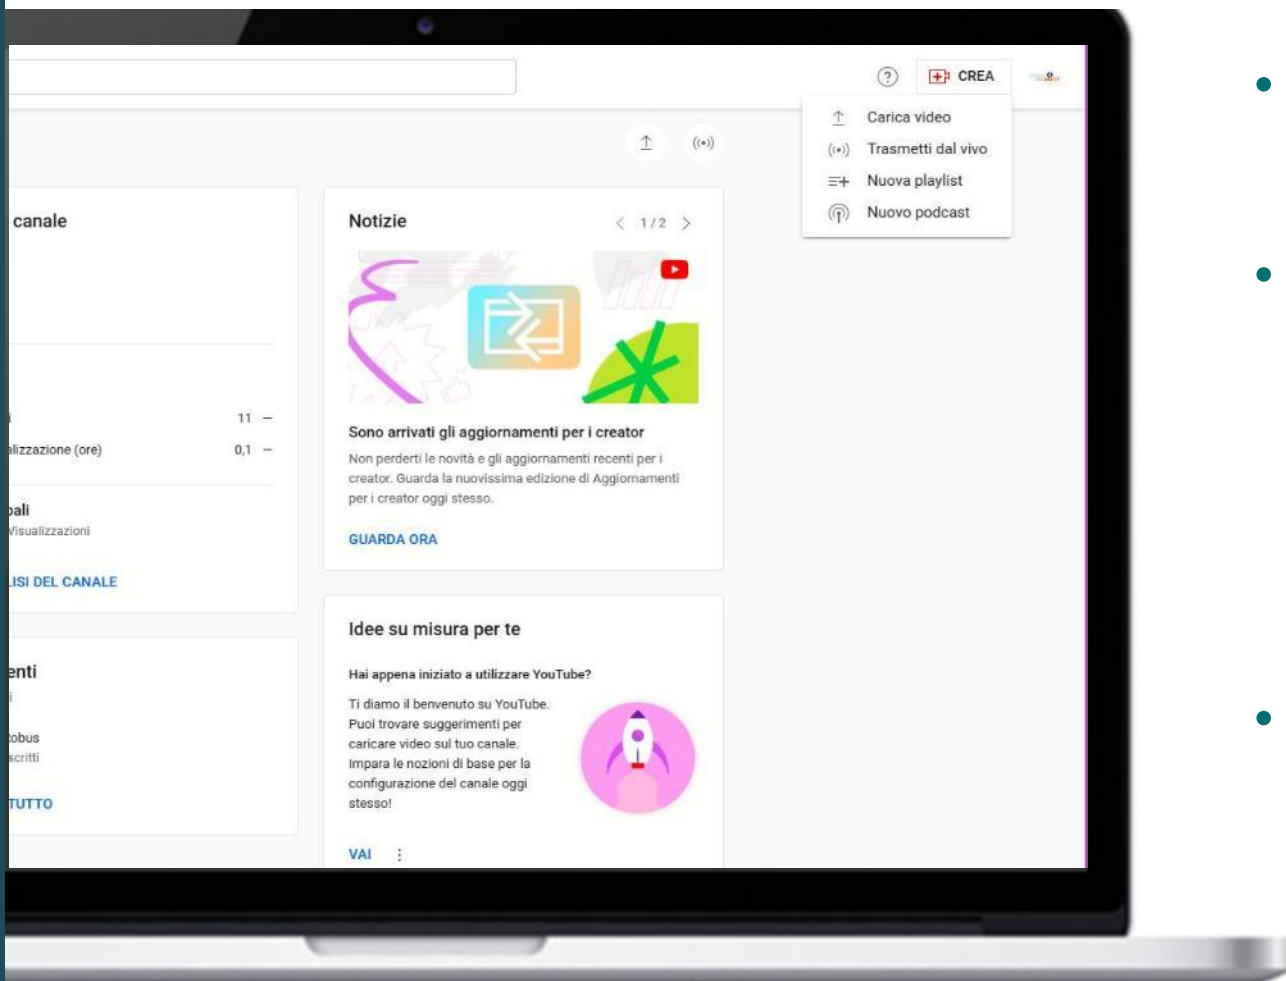 CREA
Carica video
Trasmetti dal vivo
Nuova playlist
Nuovo podcast
canale
11 –
alizzazione (ore) 0,1 –
Visualizzazioni
LISI DEL CANALE
enti
scritti
TUTTO
Notizie
1/2
Sono arrivati gli aggiornamenti per i creator
Non perderti le novità e gli aggiornamenti recenti per i
creator. Guarda la nuovissima edizione di Aggiornamenti
per i creator oggi stesso.
GUARDA ORA
Idee su misura per te
Hai appena iniziato a utilizzare YouTube?
Ti diamo il benvenuto su YouTube.
Puoi trovare suggerimenti per
caricare video sul tuo canale.
Impara le nozioni di base per la
configurazione del canale oggi
stesso!
VAI